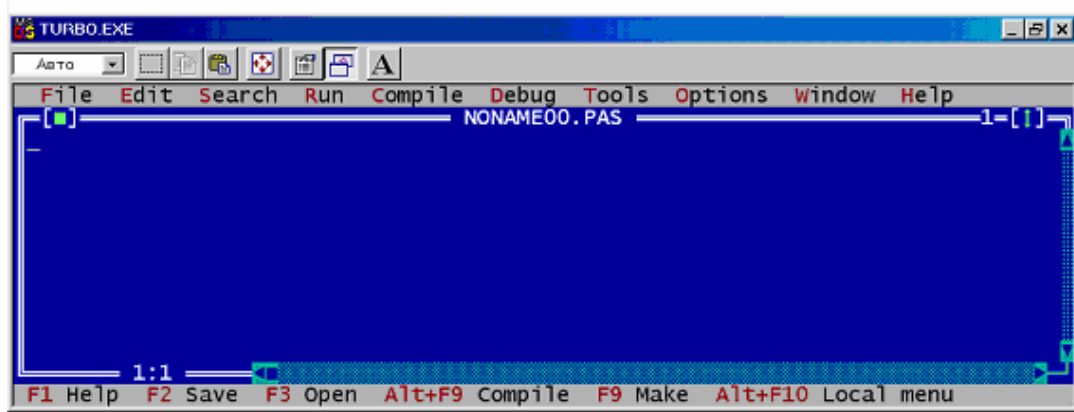 TURBO.EXE
Авто A
File Edit Search Run Compile Debug Tools Options Window Help
[■] NONAME00.PAS 1=[↕]
1:1
F1 Help F2 Save F3 Open Alt+F9 Compile F9 Make Alt+F10 Local menu